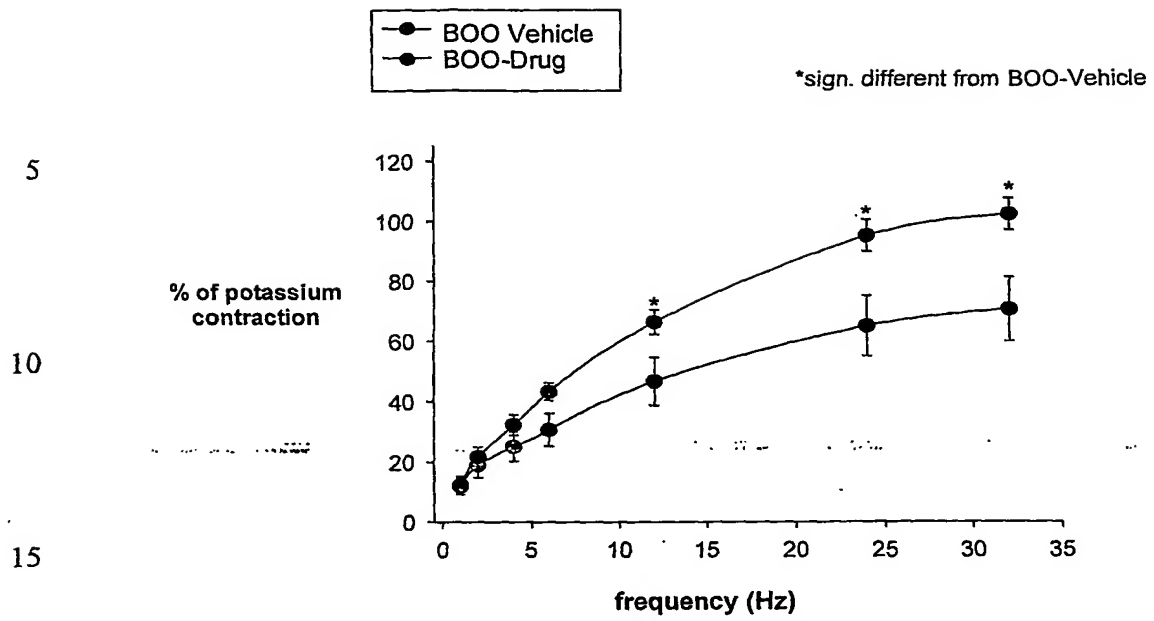 BOO Vehicle
BOO-Drug
*sign. different from BOO-Vehicle
5
120
100
80
60
40
20
0
% of potassium
contraction
*
*
*
10
15
0 5 10 15 20 25 30 35
frequency (Hz)